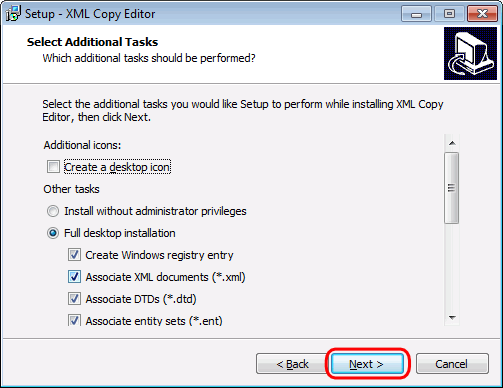 Setup - XML Copy Editor
Select Additional Tasks
Which additional tasks should be performed?
Select the additional tasks you would like Setup to perform while installing XML Copy
Editor, then click Next.
Additional icons:
Create a desktop icon
Other tasks
Install without administrator privileges
Full desktop installation
Create Windows registry entry
Associate XML documents (*.xml)
Associate DTDs (*.dtd)
Associate entity sets (*.ent)
< Back
Next >
Cancel